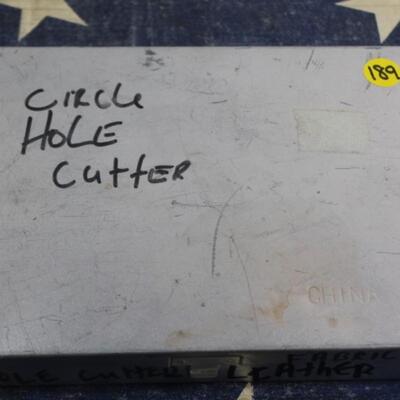 CIRCLE
HOLE
CUTTER
189
CHINA
FABRIC
HOLE CUTTER LEATHER